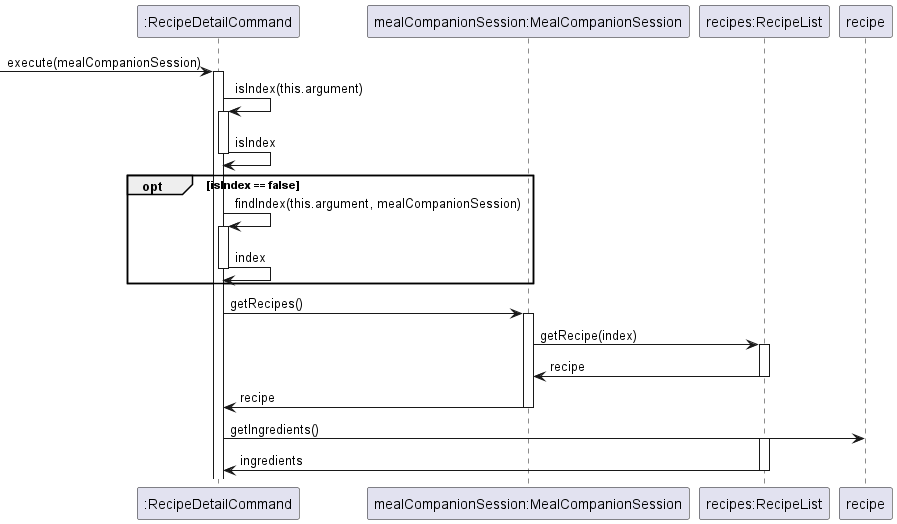 :RecipeDetailCommand
mealCompanionSession:MealCompanionSession
recipes:RecipeList
recipe
execute(mealCompanionSession)
isIndex(this.argument)
isIndex
opt
[isIndex == false]
findIndex(this.argument, mealCompanionSession)
index
getRecipes()
getRecipe(index)
recipe
recipe
getIngredients()
ingredients
:RecipeDetailCommand
mealCompanionSession:MealCompanionSession
recipes:RecipeList
recipe